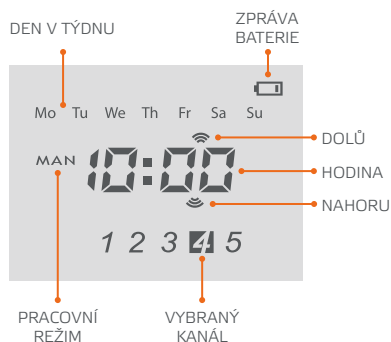 DEN V TÝDNU
ZPRÁVA
BATERIE
Mo Tu We Th Fr Sa Su
DOLŮ
MAN 10:00
HODINA
NAHORU
1 2 3 4 5
PRACOVNÍ
REŽIM
VYBRANÝ
KANÁL